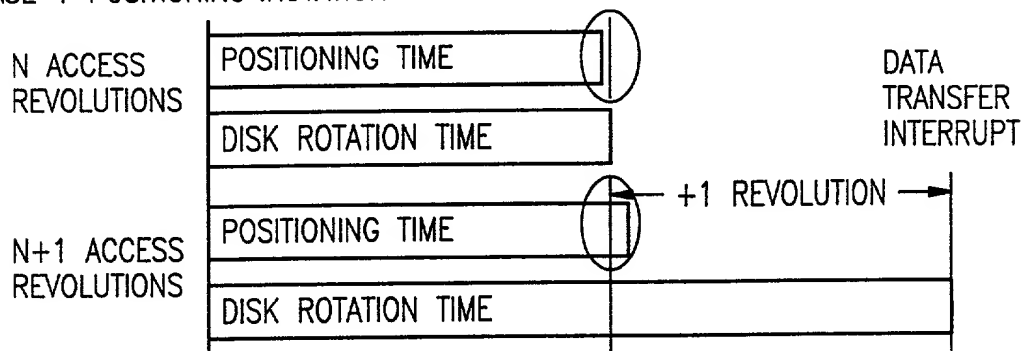 N ACCESS
REVOLUTIONS
POSITIONING TIME
DISK ROTATION TIME
DATA
TRANSFER
INTERRUPT
+1 REVOLUTION
N+1 ACCESS
REVOLUTIONS
POSITIONING TIME
DISK ROTATION TIME